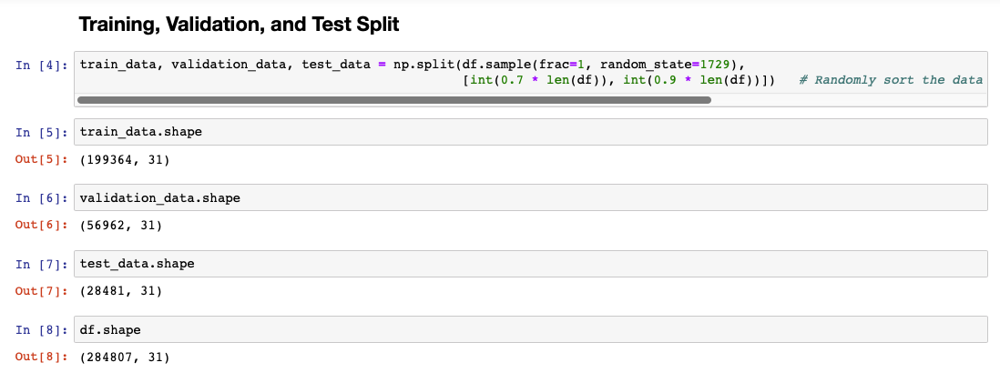 Training, Validation, and Test Split
In [4]: train_data, validation_data, test_data = np.split(df.sample(frac=1, random_state=1729),
[int(0.7 * len(df)), int(0.9 * len(df))])   # Randomly sort the data
In [5]: train_data.shape
Out[5]: (199364, 31)
In [6]: validation_data.shape
Out[6]: (56962, 31)
In [7]: test_data.shape
Out[7]: (28481, 31)
In [8]: df.shape
Out[8]: (284807, 31)